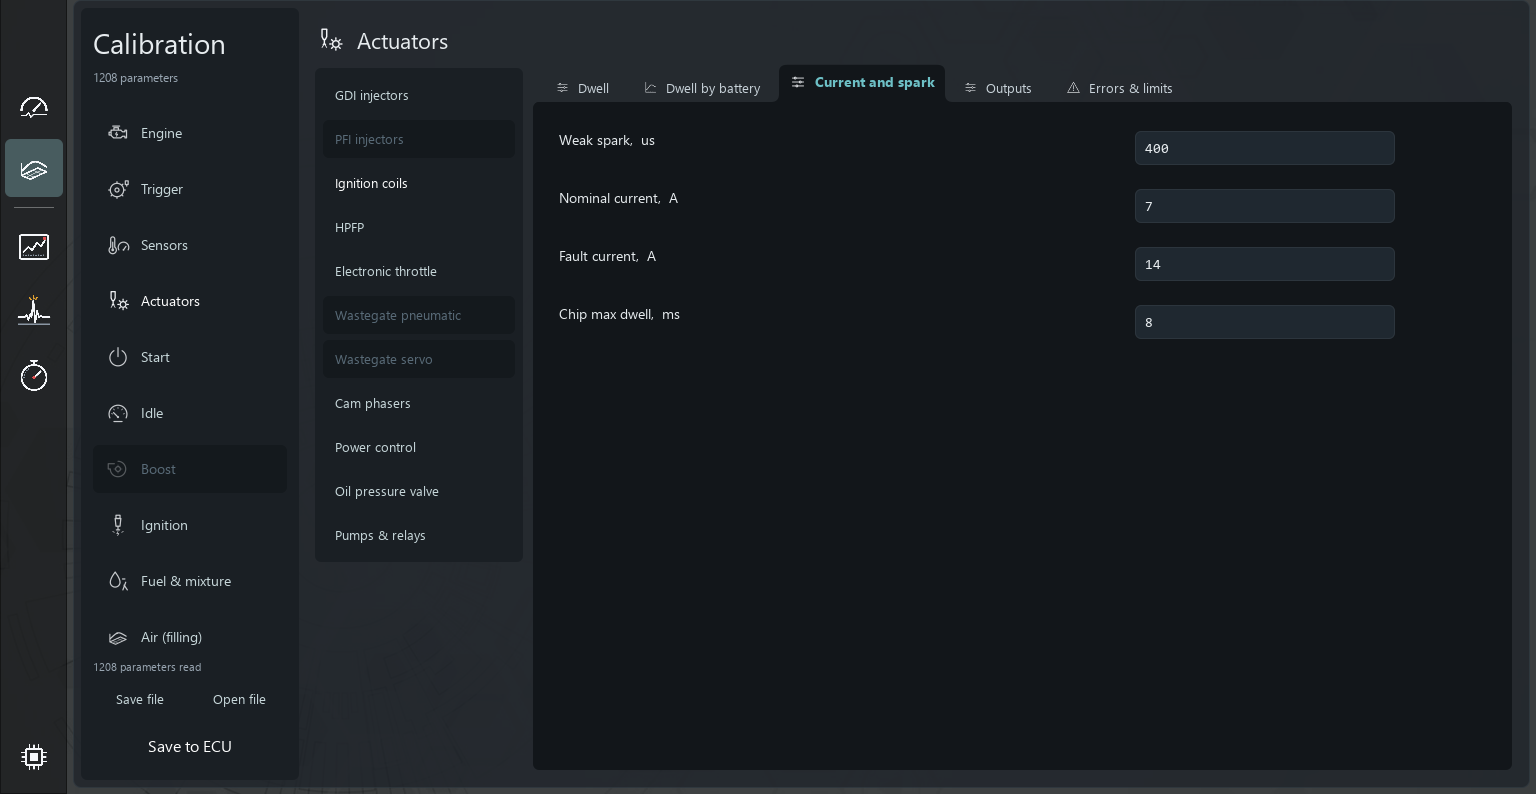 Calibration
1208 parameters
Engine
Trigger
Sensors
Actuators
Start
Idle
Boost
Ignition
Fuel & mixture
Air (filling)
1208 parameters read
Save file
Open file
Save to ECU
Actuators
GDI injectors
PFI injectors
Ignition coils
HPFP
Electronic throttle
Wastegate pneumatic
Wastegate servo
Cam phasers
Power control
Oil pressure valve
Pumps & relays
Dwell
Dwell by battery
Current and spark
Outputs
Errors & limits
Weak spark, us
400
Nominal current, A
7
Fault current, A
14
Chip max dwell, ms
8